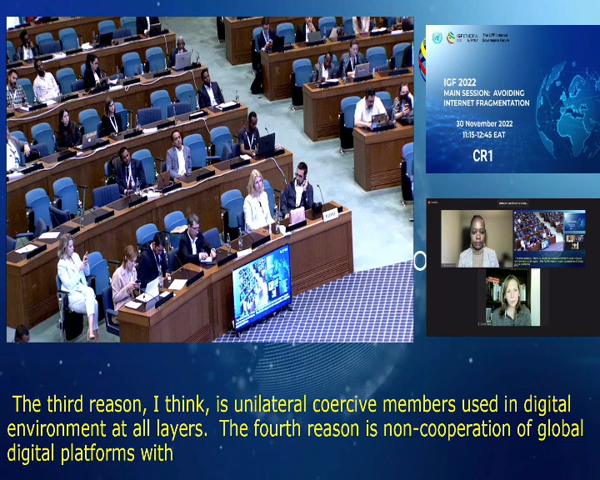 IGF 2022
MAIN SESSION: AVOIDING
INTERNET FRAGMENTATION
30 November 2022
11:15-12:45 EAT
CR1
The third reason, I think, is unilateral coercive members used in digital
environment at all layers.  The fourth reason is non-cooperation of global
digital platforms with